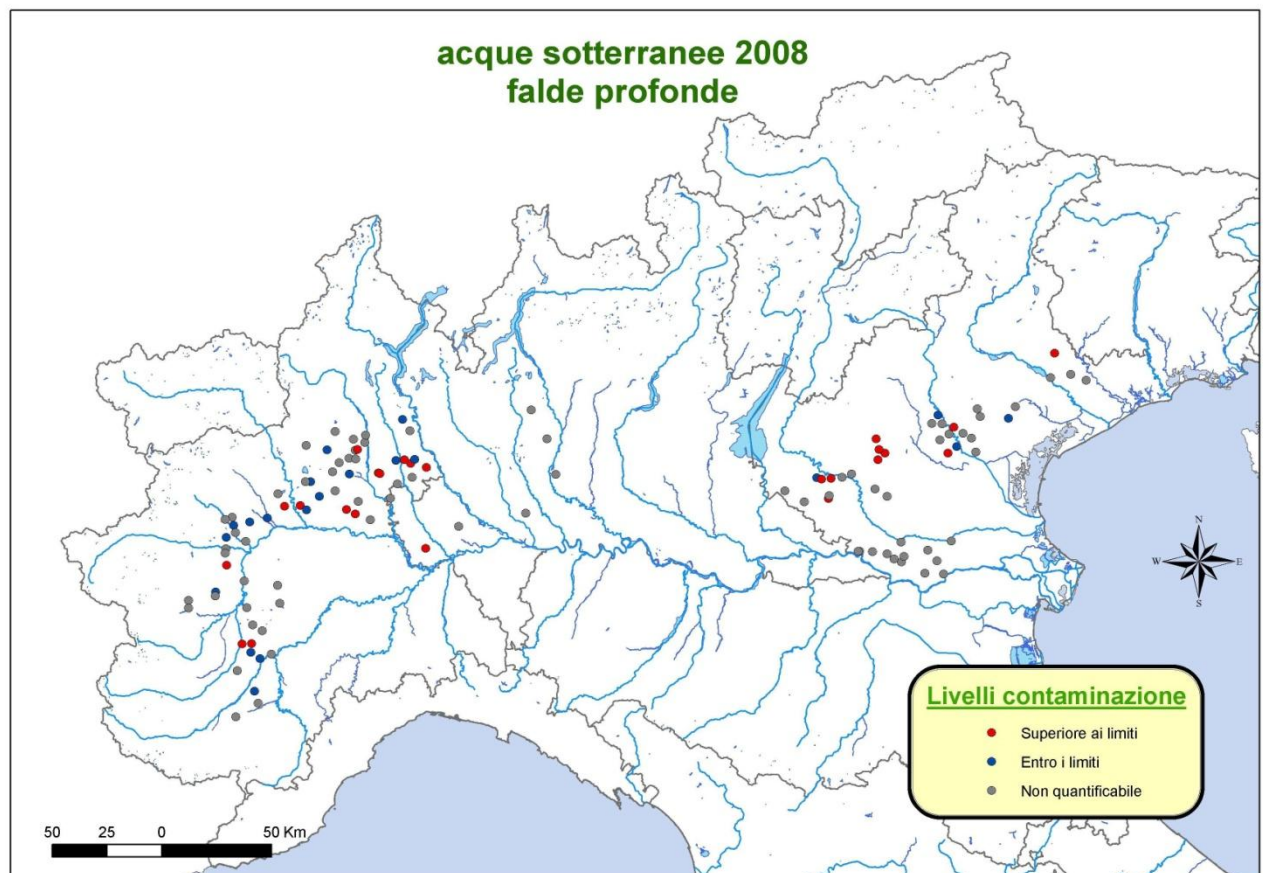 acque sotterranee 2008
falde profonde
N
W
E
S
Livelli contaminazione
Superiore ai limiti
Entro i limiti
Non quantificabile
50 25 0 50 Km